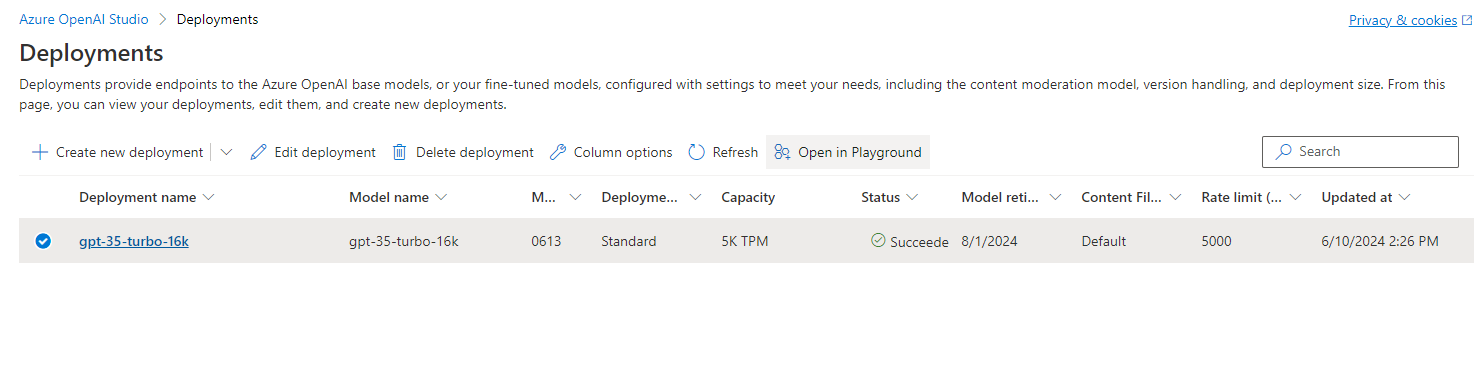 Azure OpenAI Studio > Deployments
Privacy & cookies
Deployments
Deployments provide endpoints to the Azure OpenAI base models, or your fine-tuned models, configured with settings to meet your needs, including the content moderation model, version handling, and deployment size. From this
page, you can view your deployments, edit them, and create new deployments.
Create new deployment Edit deployment Delete deployment Column options Refresh Open in Playground Search
Deployment name Model name M... Deployme... Capacity Status Model reti... Content Fil... Rate limit (... Updated at
gpt-35-turbo-16k gpt-35-turbo-16k 0613 Standard 5K TPM Succeede 8/1/2024 Default 5000 6/10/2024 2:26 PM